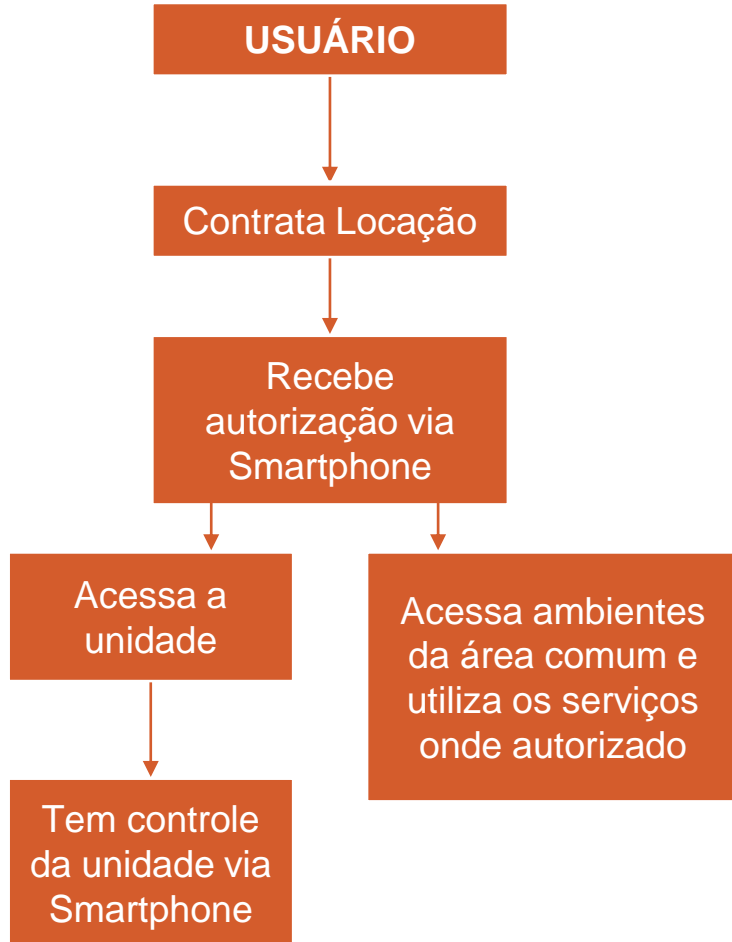 USUÁRIO
Contrata Locação
Recebe
autorização via
Smartphone
Acessa a
unidade
Acessa ambientes
da área comum e
utiliza os serviços
onde autorizado
Tem controle
da unidade via
Smartphone